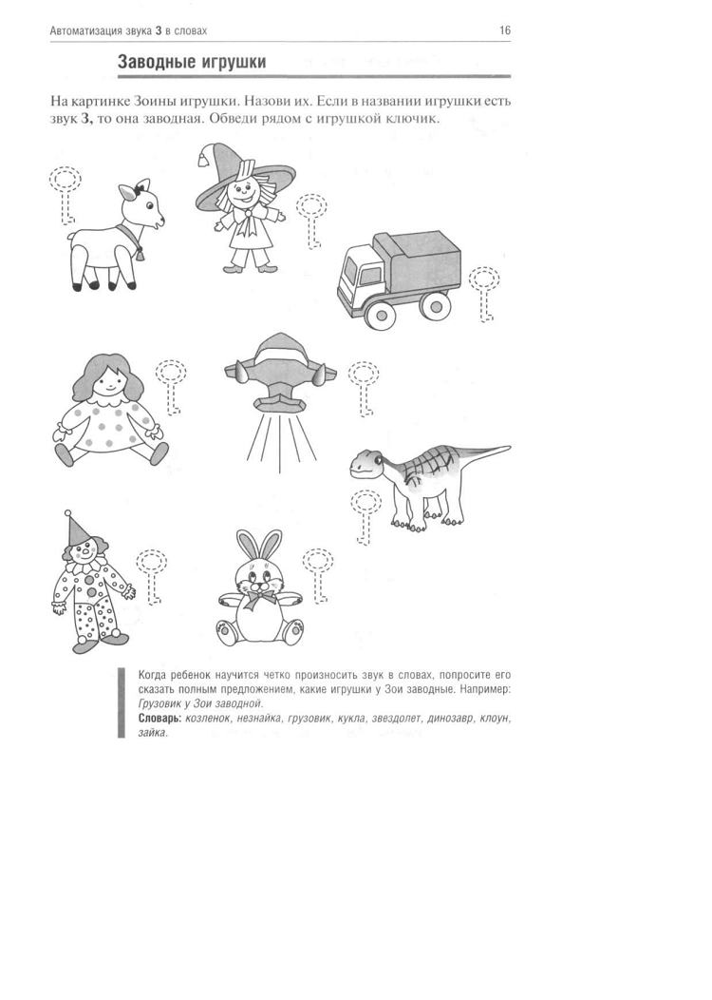 Автоматизация звука З в словах 16
Заводные игрушки
На картинке Зоины игрушки. Назови их. Если в названии игрушки есть
звук З, то она заводная. Обведи рядом с игрушкой ключик.
Когда ребенок научится четко произносить звук в словах, попросите его
сказать полным предложением, какие игрушки у Зои заводные. Например:
Грузовик у Зои заводной.
Словарь: козленок, незнайка, грузовик, кукла, звездолет, динозавр, клоун,
зайка.